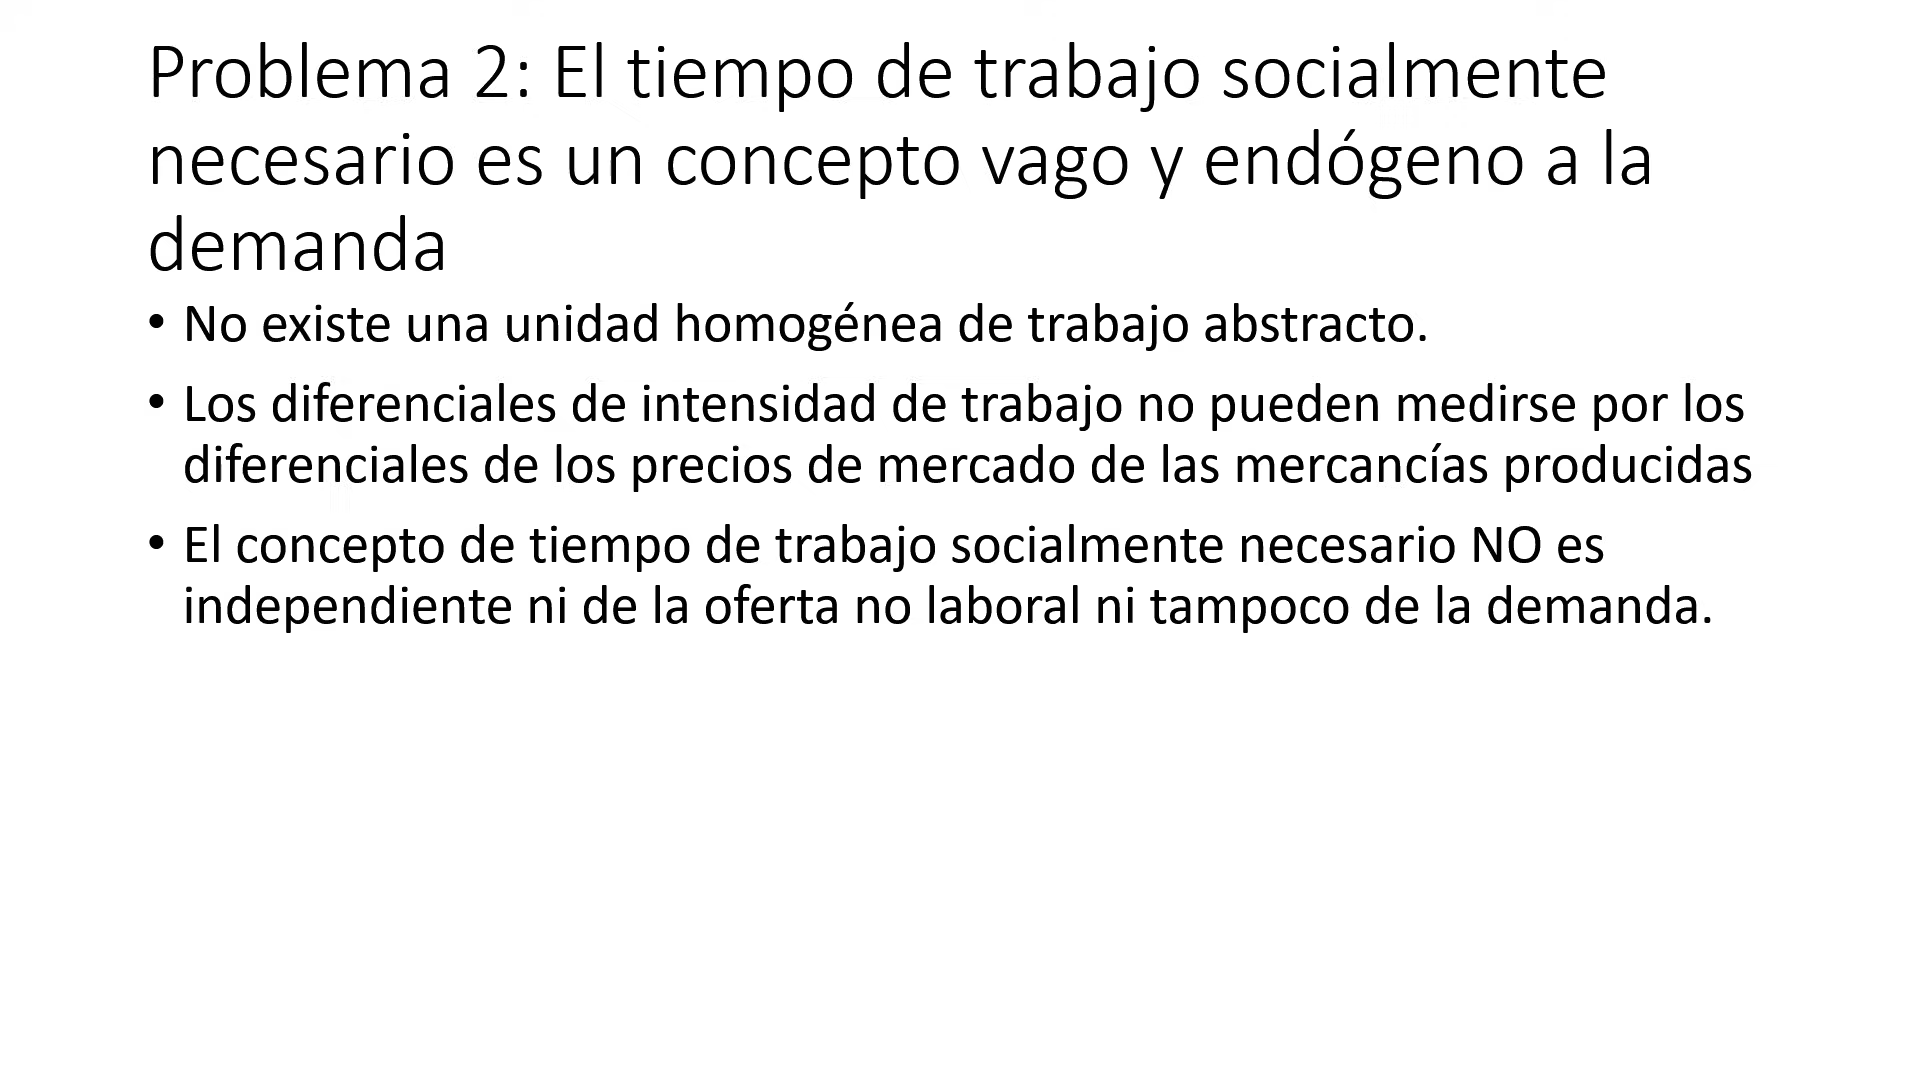 Problema 2: El tiempo de trabajo socialmente
necesario es un concepto vago y endógeno a la
demanda
• No existe una unidad homogénea de trabajo abstracto.
• Los diferenciales de intensidad de trabajo no pueden medirse por los
diferenciales de los precios de mercado de las mercancías producidas
• El concepto de tiempo de trabajo socialmente necesario NO es
independiente ni de la oferta no laboral ni tampoco de la demanda.